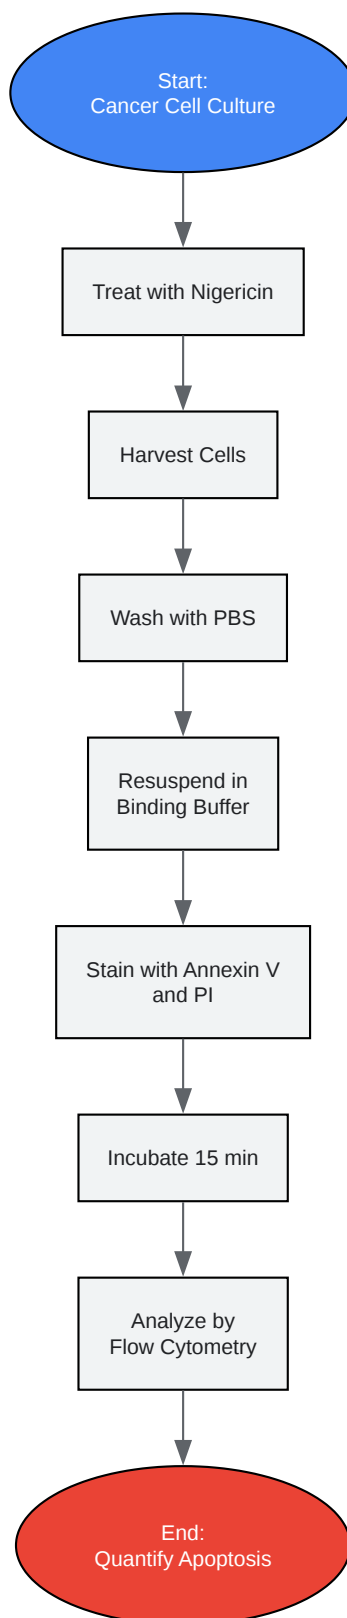 Start:
Cancer Cell Culture
Treat with Nigericin
Harvest Cells
Wash with PBS
Resuspend in
Binding Buffer
Stain with Annexin V
and PI
Incubate 15 min
Analyze by
Flow Cytometry
End:
Quantify Apoptosis